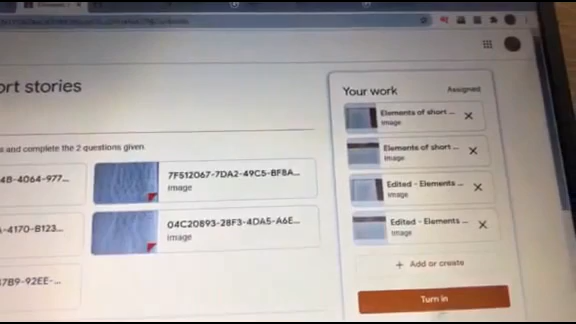 ort stories
s and complete the 2 questions given.
4B-4064-977...
7F512067-7DA2-49C5-BF8A...
Image
A-4170-B123...
04C20893-28F3-4DA5-A6E...
Image
87B9-92EE-...
Your work
Assigned
Elements of short ...
Image
Elements of short ...
Image
Edited - Elements ...
Image
Edited - Elements ...
Image
+ Add or create
Turn in